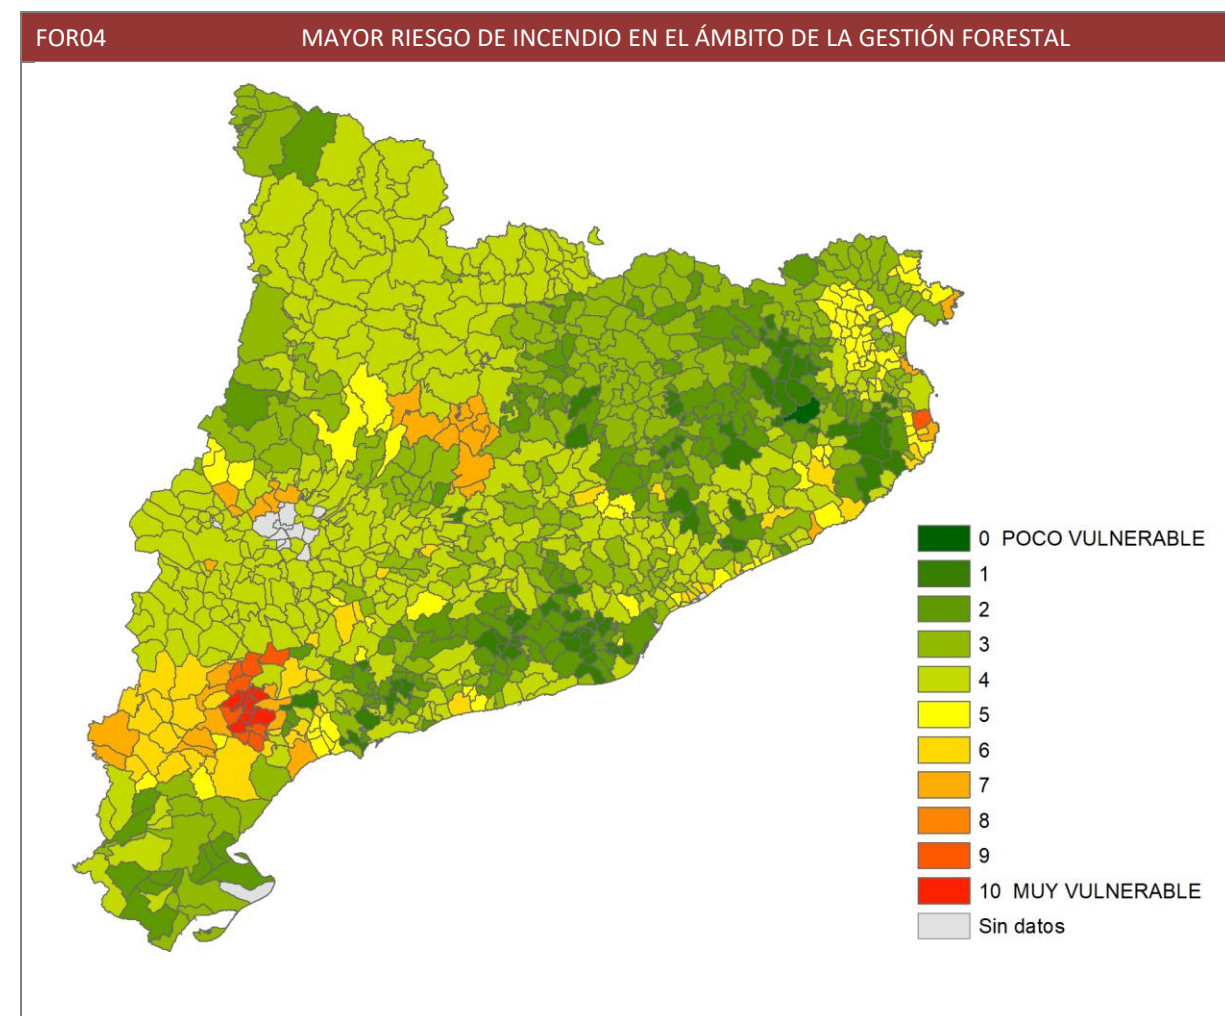 FOR04 MAYOR RIESGO DE INCENDIO EN EL ÁMBITO DE LA GESTIÓN FORESTAL
0 POCO VULNERABLE
1
2
3
4
5
6
7
8
9
10 MUY VULNERABLE
Sin datos